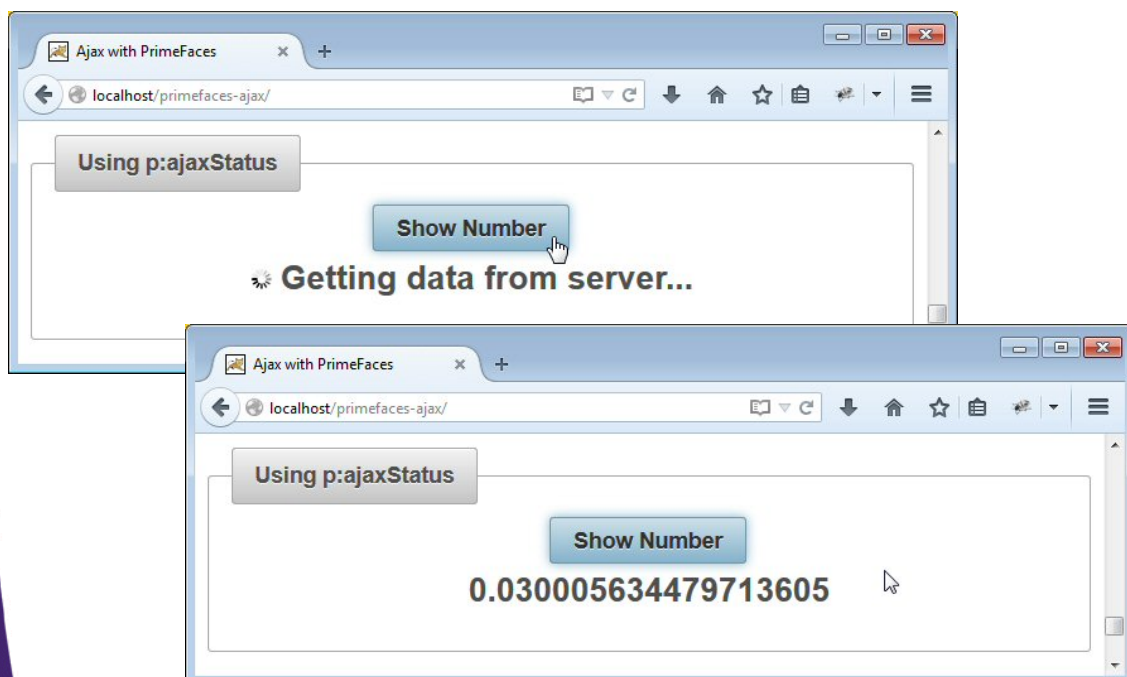 Ajax with PrimeFaces
localhost/primefaces-ajax/
Using p:ajaxStatus
Show Number
Getting data from server...
Ajax with PrimeFaces
localhost/primefaces-ajax/
Using p:ajaxStatus
Show Number
0.030005634479713605